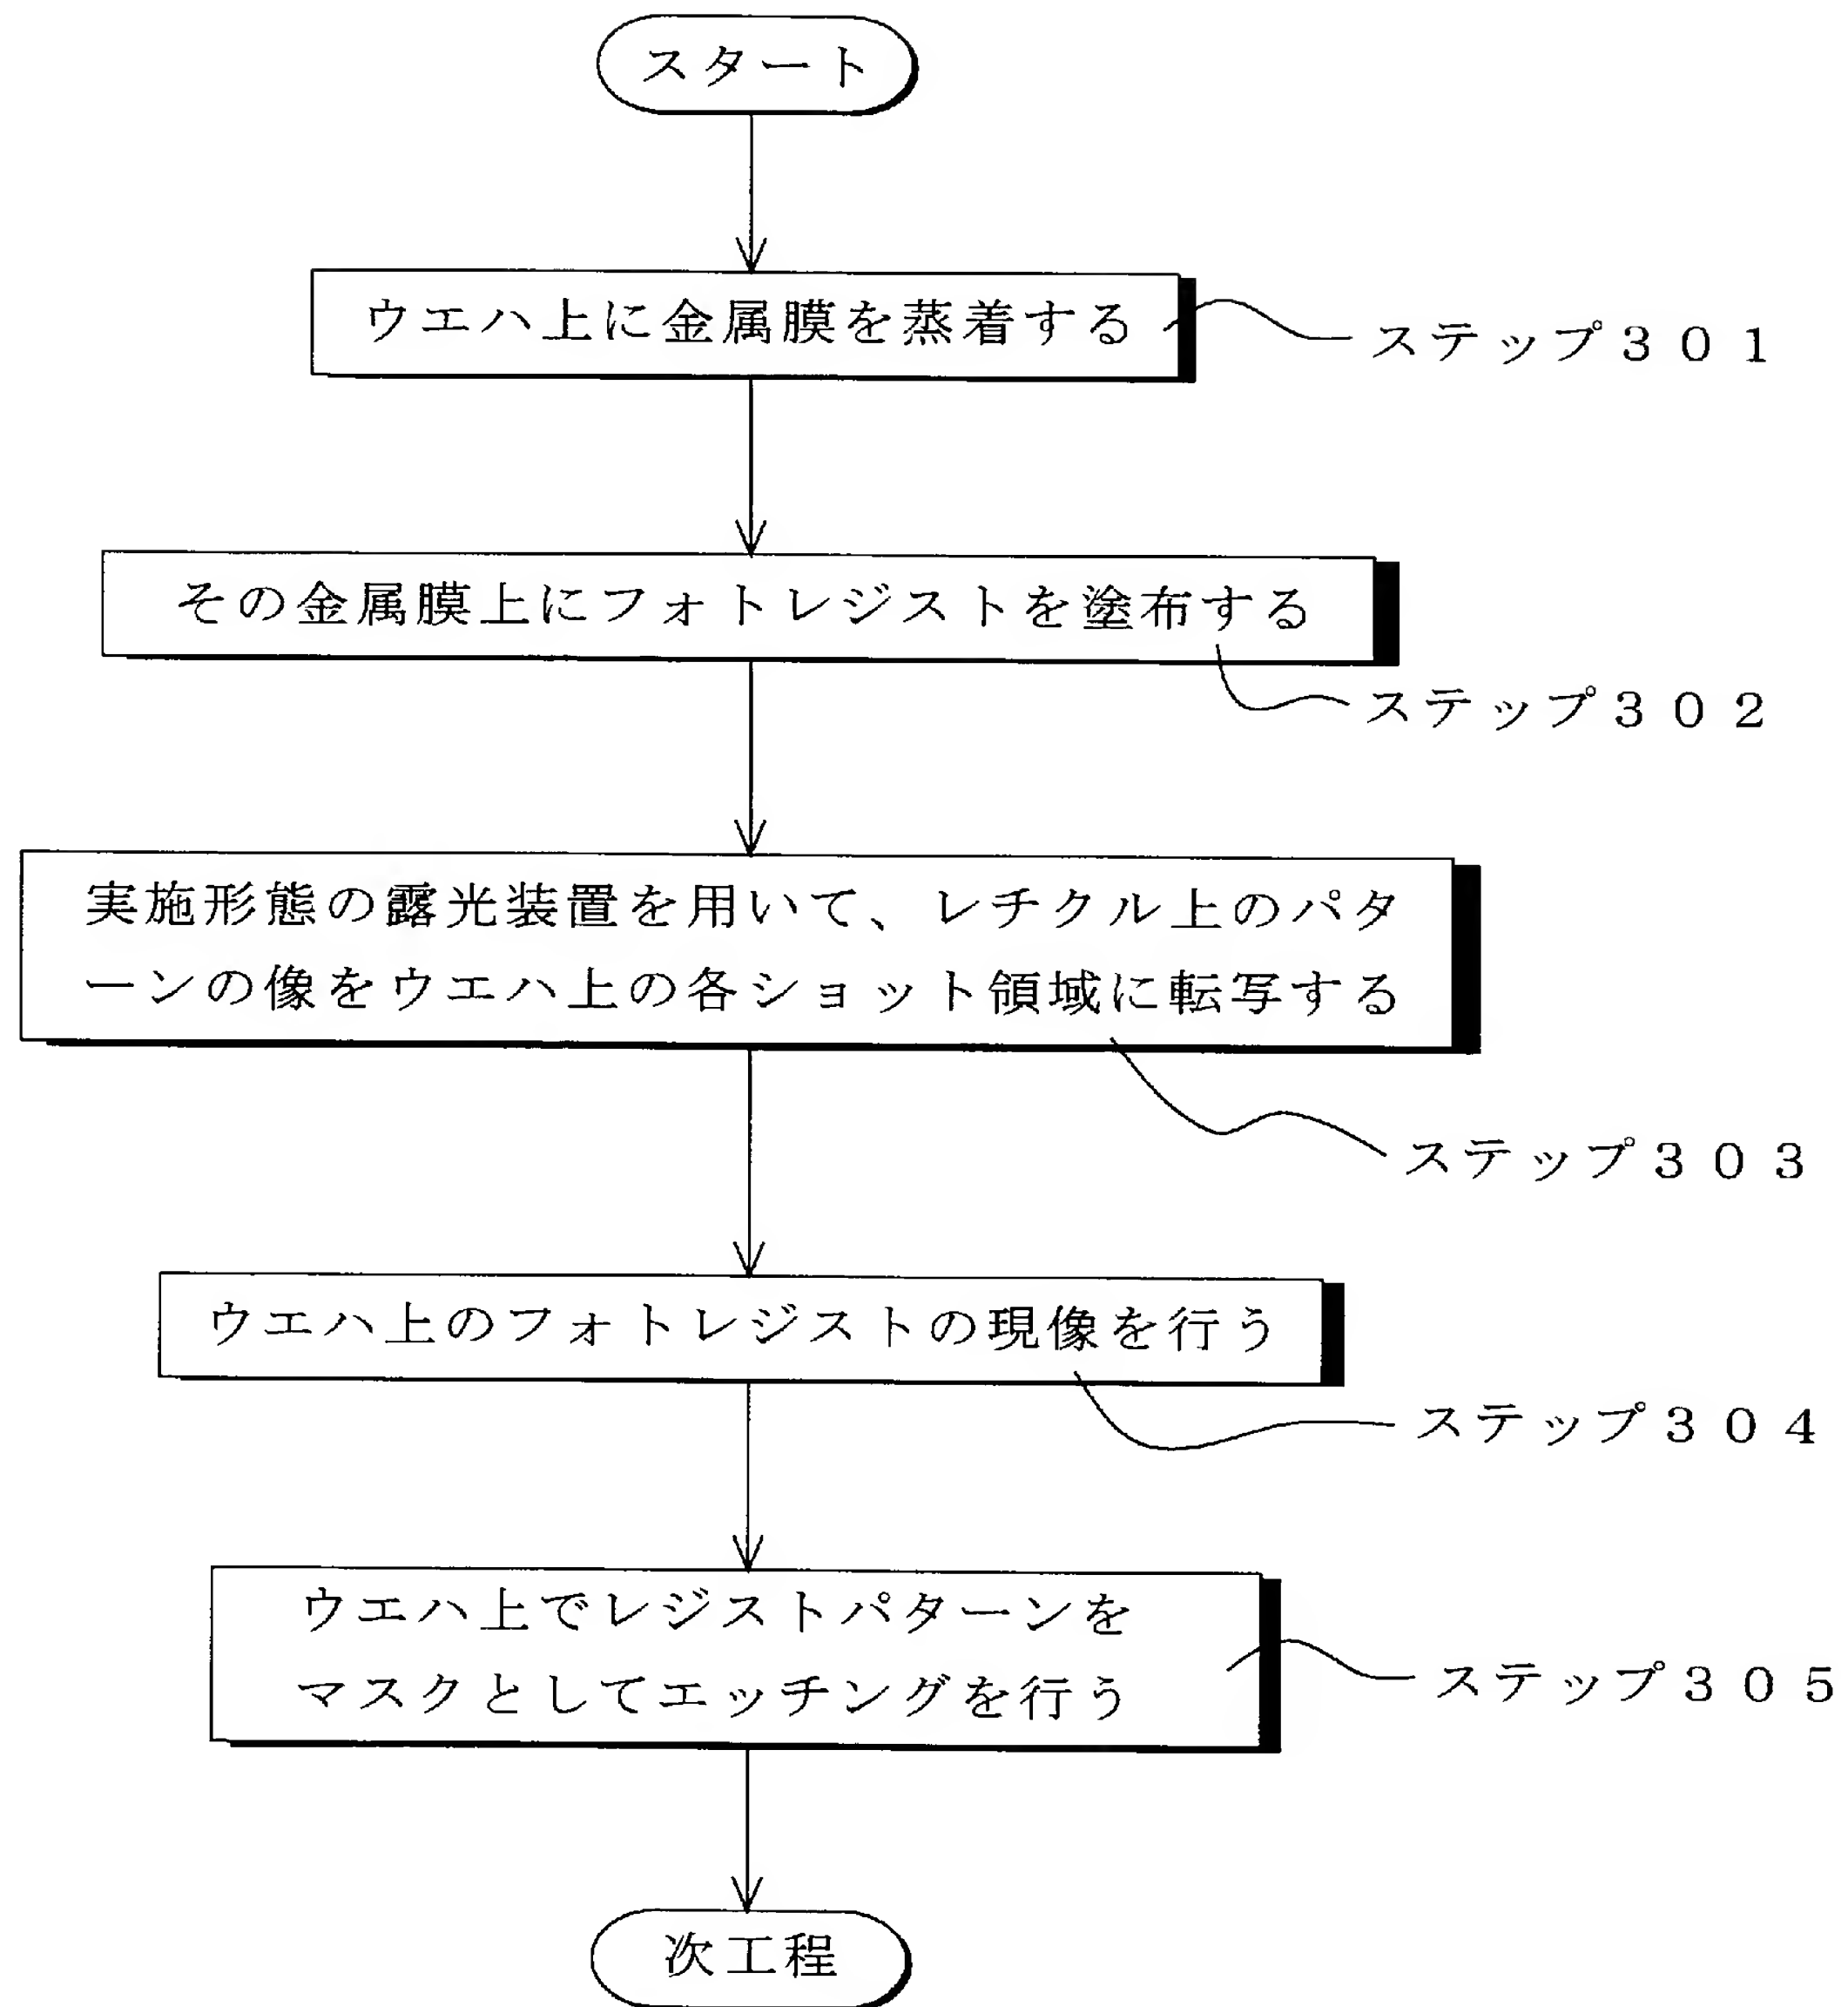 スタート
ウエハ上に金属膜を蒸着する
ステップ３０１
その金属膜上にフォトレジストを塗布する
ステップ３０２
実施形態の露光装置を用いて、レチクル上のパタ
ーンの像をウエハ上の各ショット領域に転写する
ステップ３０３
ウエハ上のフォトレジストの現像を行う
ステップ３０４
ウエハ上でレジストパターンを
マスクとしてエッチングを行う
ステップ３０５
次工程